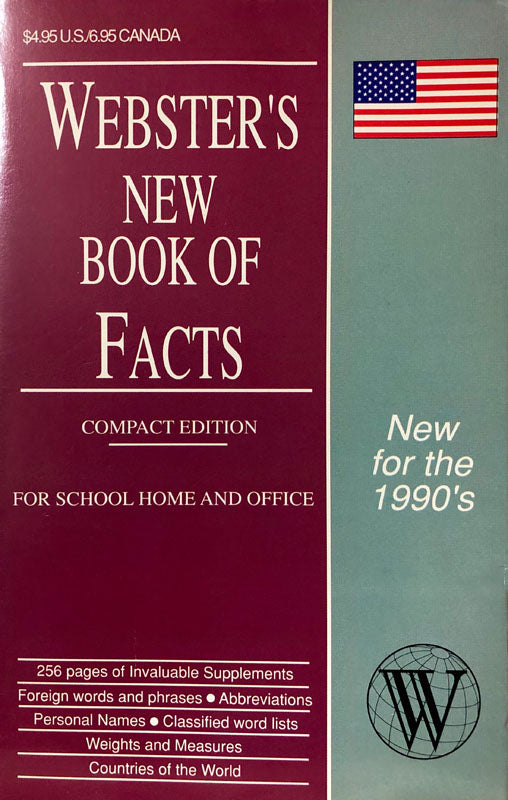 $4.95 U.S./6.95 CANADA
WEBSTER'S
NEW
BOOK OF
FACTS
COMPACT EDITION
FOR SCHOOL HOME AND OFFICE
256 pages of Invaluable Supplements
Foreign words and phrases ● Abbreviations
Personal Names ● Classified word lists
Weights and Measures
Countries of the World
New
for the
1990's
W